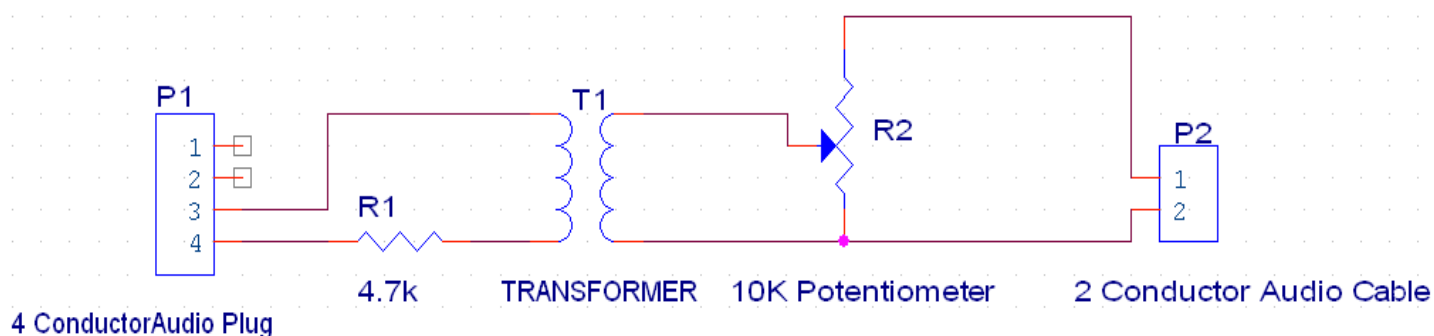 P1
1
2
3
4
4 ConductorAudio Plug
R1
4.7k
T1
TRANSFORMER
R2
10K Potentiometer
P2
1
2
2 Conductor Audio Cable